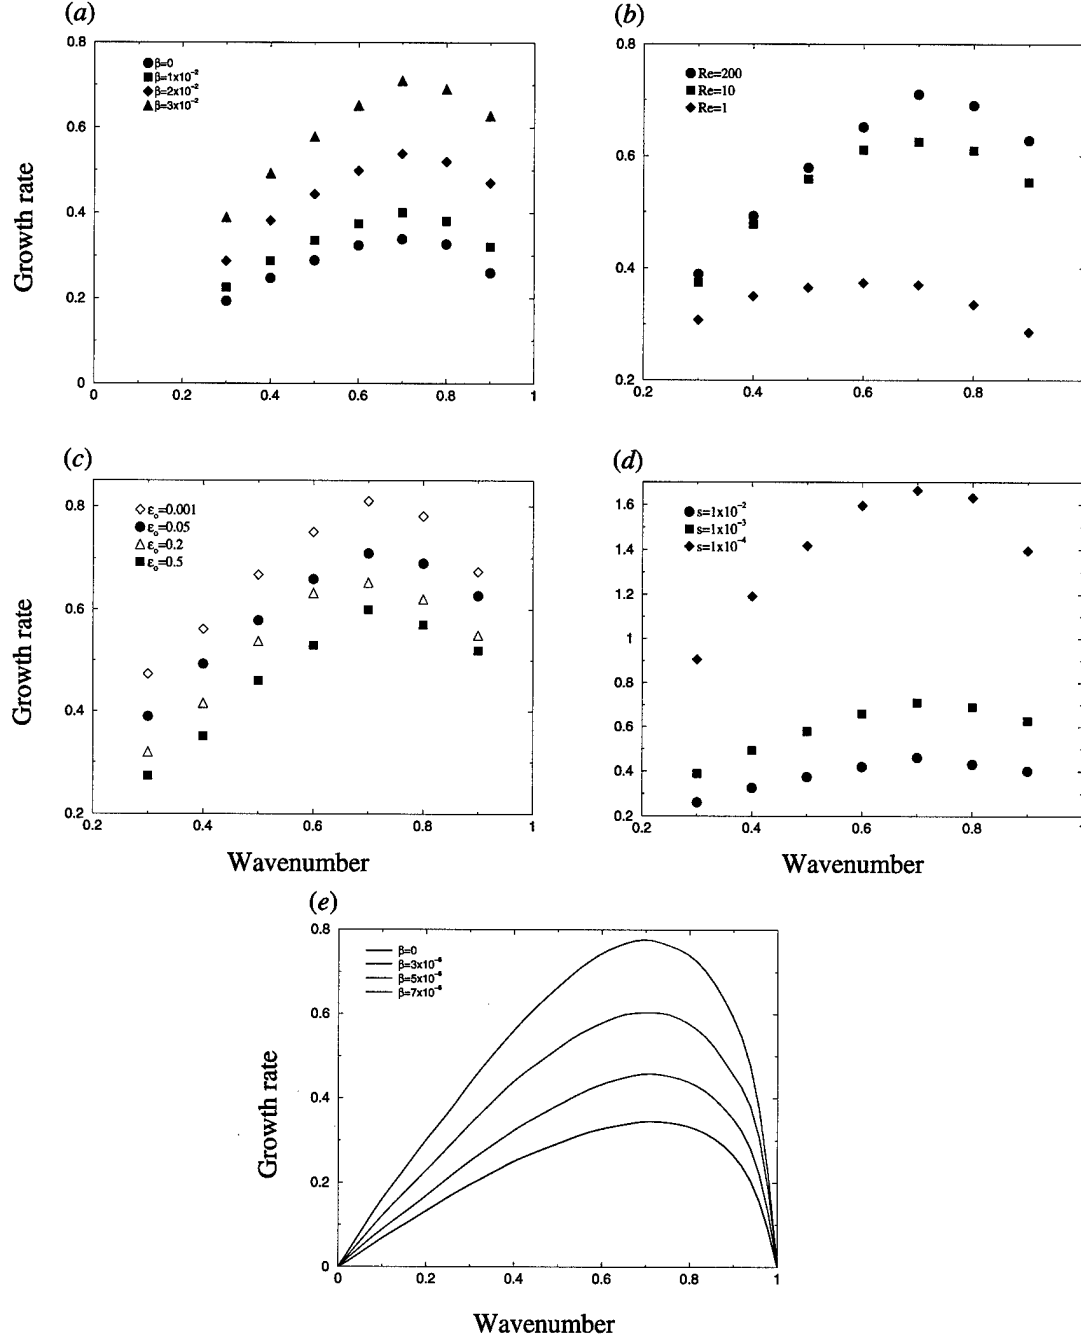 (a)
0.8
0.6
0.4
0.2
0
0 0.2 0.4 0.6 0.8 1
β=0
β=1x10⁻²
β=2x10⁻²
β=3x10⁻²
Growth rate
(b)
0.8
0.6
0.4
0.2
0.2 0.4 0.6 0.8
Re=200
Re=10
Re=1
(c)
0.8
0.6
0.4
0.2
0.2 0.4 0.6 0.8 1
ε₀=0.001
ε₀=0.05
ε₀=0.2
ε₀=0.5
Growth rate
Wavenumber
(d)
1.6
1.4
1.2
1
0.8
0.6
0.4
0.2
0.2 0.4 0.6 0.8 1
s=1x10⁻²
s=1x10⁻³
s=1x10⁻⁴
Wavenumber
(e)
0.8
0.6
0.4
0.2
0
0 0.2 0.4 0.6 0.8 1
β=0
β=3x10⁻⁶
β=5x10⁻⁶
β=7x10⁻⁶
Growth rate
Wavenumber